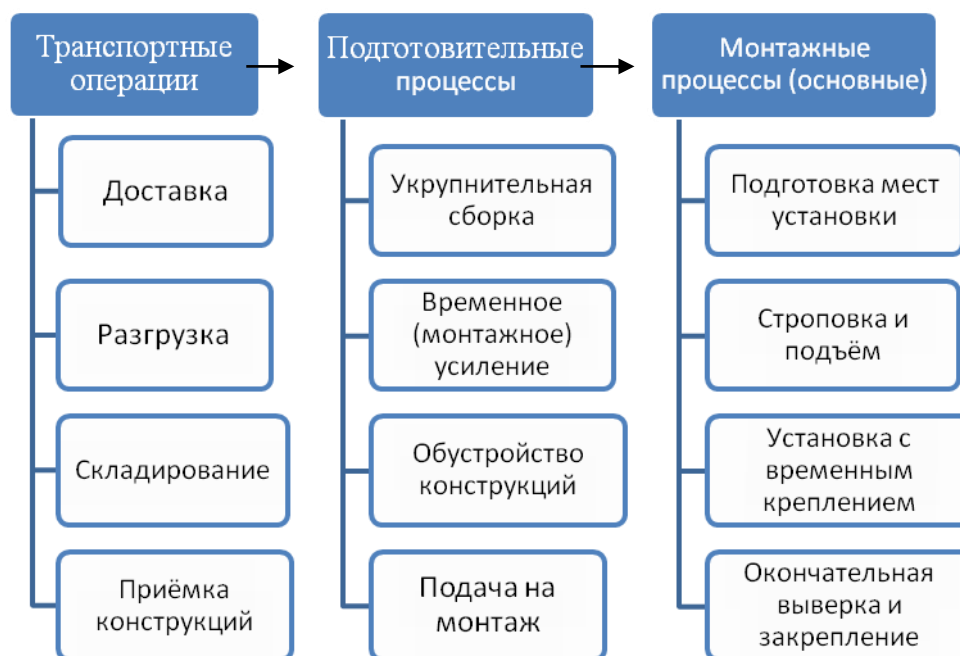 Транспортные
операции
Доставка
Разгрузка
Складирование
Приёмка
конструкций
Подготовительные
процессы
Укрупнительная
сборка
Временное
(монтажное)
усиление
Обустройство
конструкций
Подача на
монтаж
Монтажные
процессы (основные)
Подготовка мест
установки
Строповка и
подъём
Установка с
временным
креплением
Окончательная
выверка и
закрепление